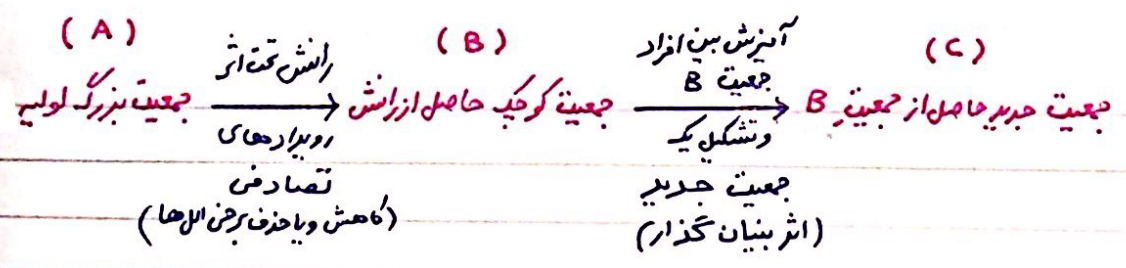 (A)
جمعیت بزرگ اولیه
رانش تحت اثر
رویدادهای
تصادفی
(کاهش و یا حذف برخی الل‌ها)
(B)
جمعیت کوچک حاصل از رانش
آمیزش بین افراد
جمعیت B
و تشکیل یک
جمعیت جدید
(اثر بنیان گذار)
(C)
جمعیت جدید حاصل از جمعیتِ B